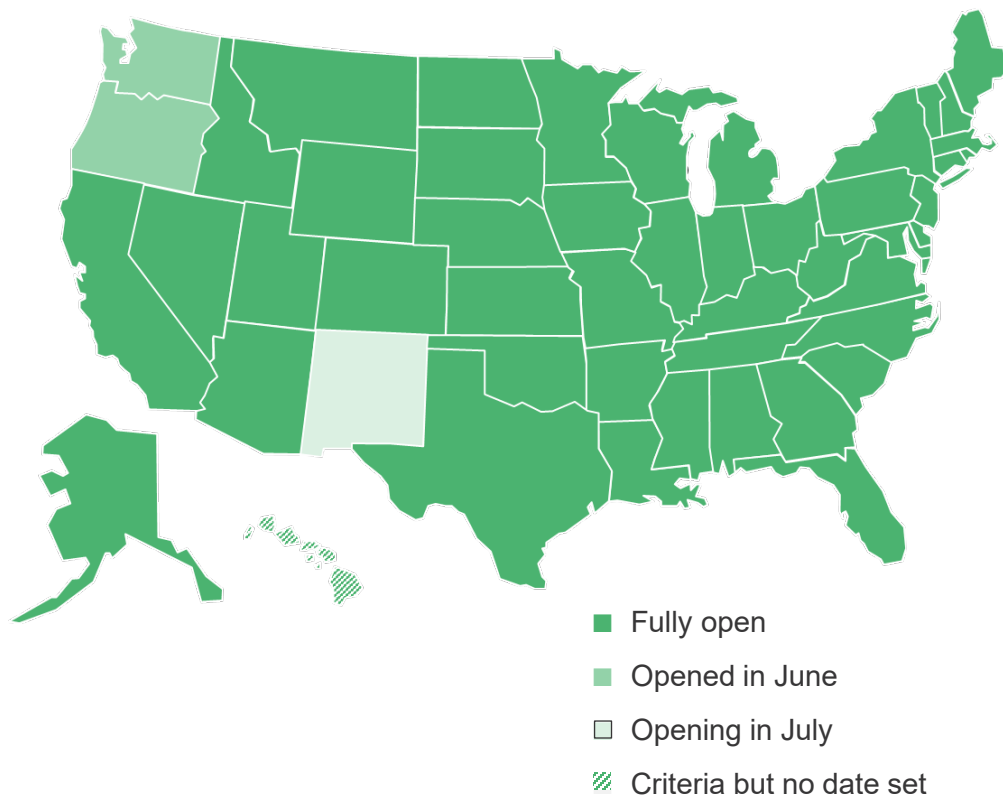 Fully open
Opened in June
Opening in July
Criteria but no date set